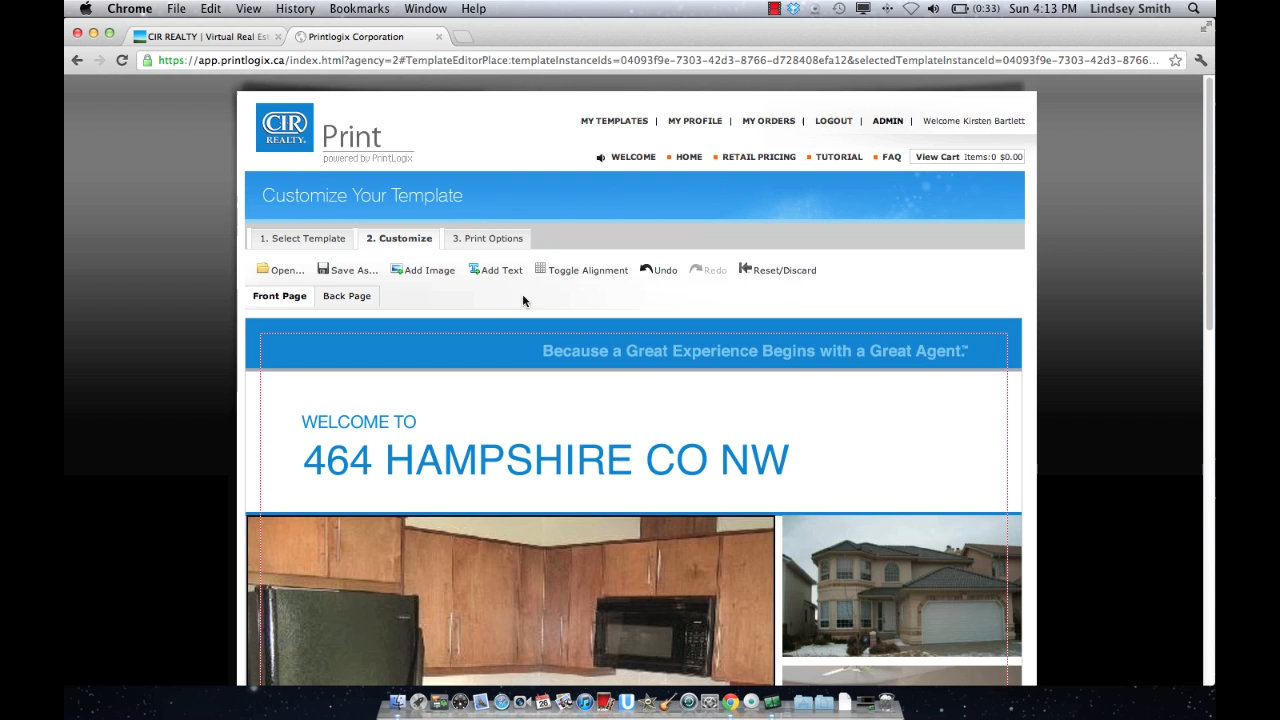 Chrome File Edit View History Bookmarks Window Help (0:33) Sun 4:13 PM Lindsey Smith
CIR REALTY | Virtual Real Est Printlogix Corporation
https://app.printlogix.ca/index.html?agency=2#TemplateEditorPlace:templateInstanceIds=04093f9e-7303-42d3-8766-d728408efa12&selectedTemplateInstanceId=04093f9e-7303-42d3-8766...
CIR
REALTY
Print
powered by PrintLogix
MY TEMPLATES | MY PROFILE | MY ORDERS | LOGOUT | ADMIN | Welcome Kirsten Bartlett
WELCOME HOME RETAIL PRICING TUTORIAL FAQ View Cart Items:0 $0.00
Customize Your Template
1. Select Template 2. Customize 3. Print Options
Open... Save As... Add Image Add Text Toggle Alignment Undo Redo Reset/Discard
Front Page Back Page
Because a Great Experience Begins with a Great Agent.™
WELCOME TO
464 HAMPSHIRE CO NW